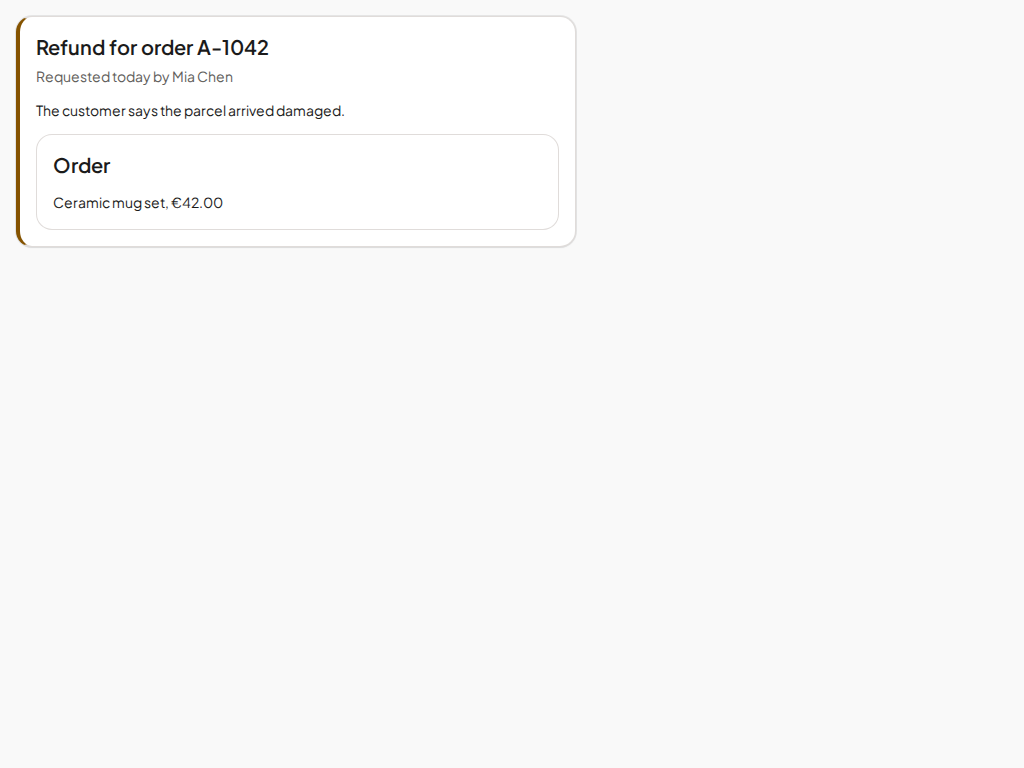 Refund for order A-1042
Requested today by Mia Chen
The customer says the parcel arrived damaged.
Order
Ceramic mug set, €42.00